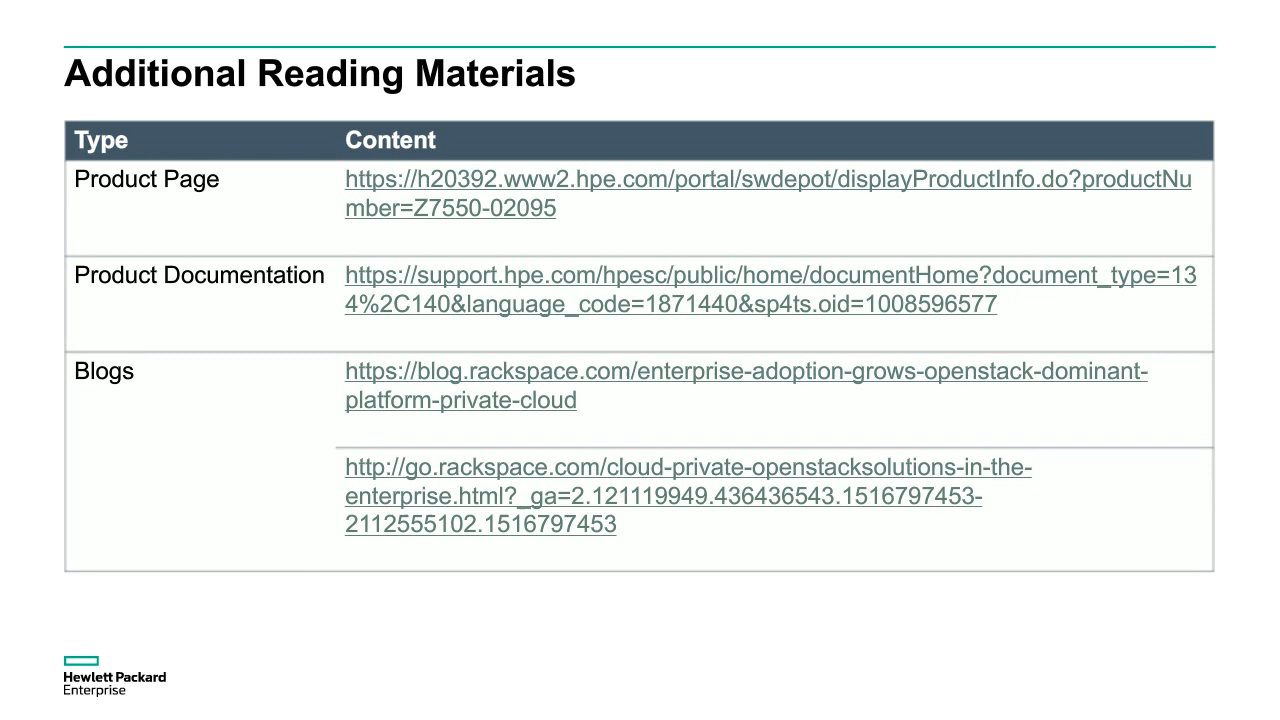 Additional Reading Materials
Type
Content
Product Page
https://h20392.www2.hpe.com/portal/swdepot/displayProductInfo.do?productNu
mber=Z7550-02095
Product Documentation
https://support.hpe.com/hpesc/public/home/documentHome?document_type=13
4%2C140&language_code=1871440&sp4ts.oid=1008596577
Blogs
https://blog.rackspace.com/enterprise-adoption-grows-openstack-dominant-
platform-private-cloud
http://go.rackspace.com/cloud-private-openstacksolutions-in-the-
enterprise.html?_ga=2.121119949.436436543.1516797453-
2112555102.1516797453
Hewlett Packard
Enterprise